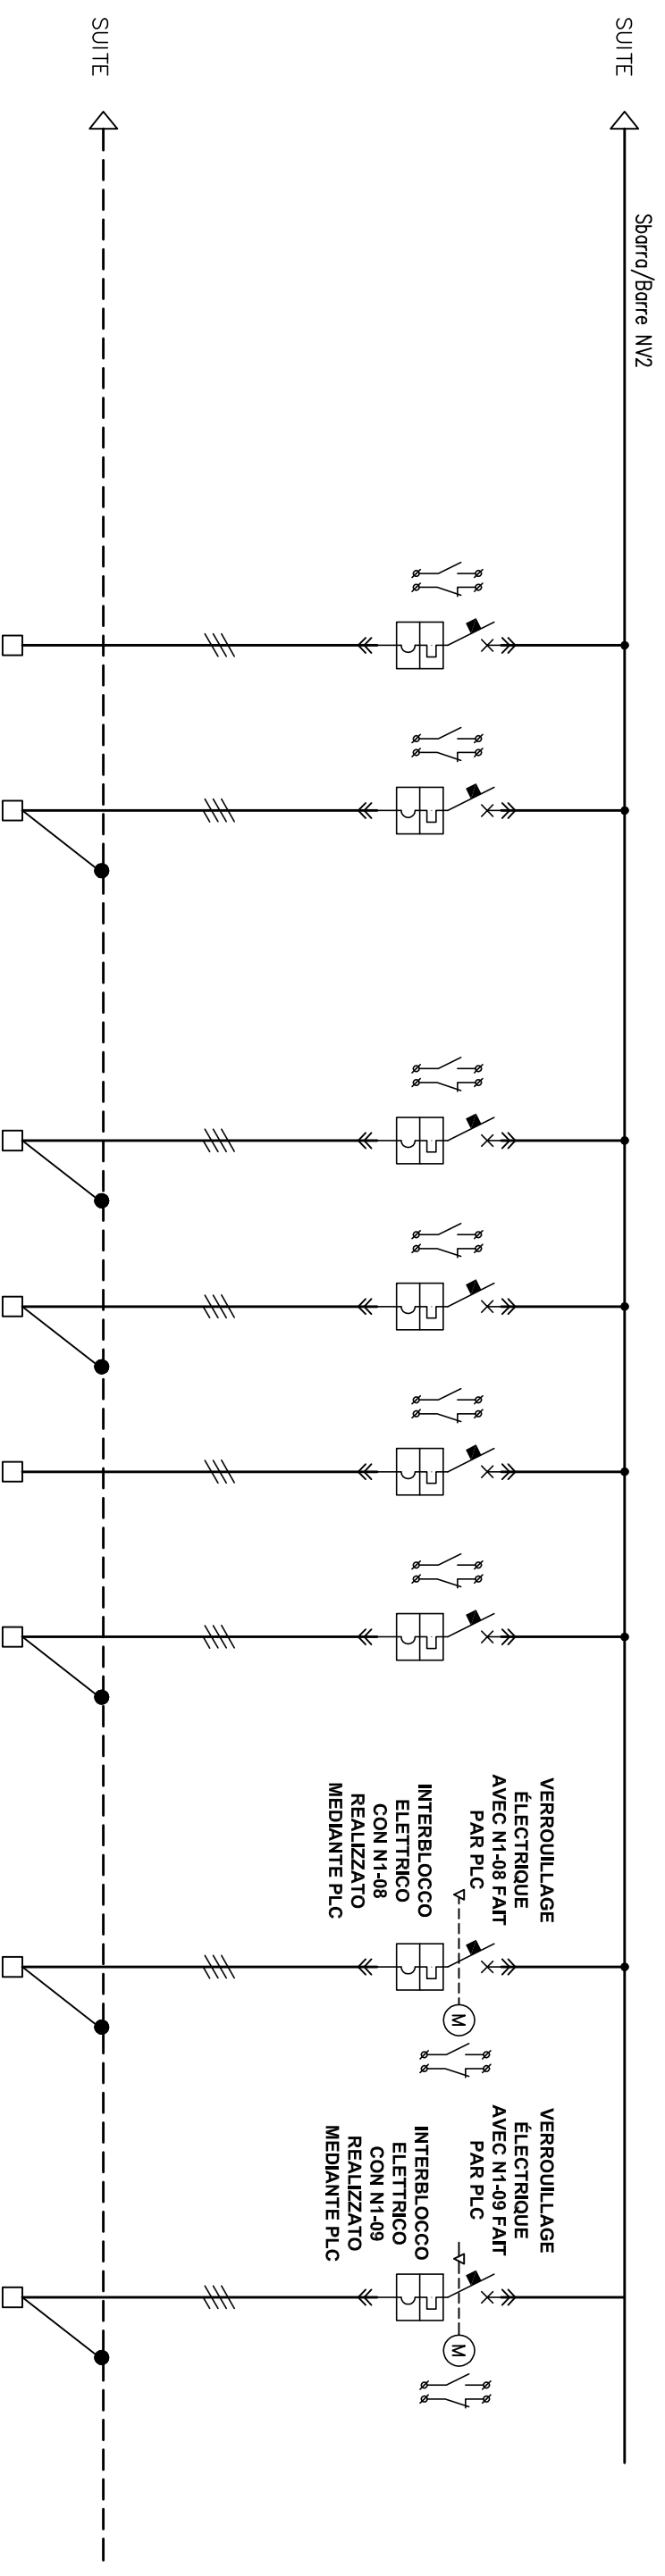 SUITE
SUITE
Sbarra/Barre NV2
VERROUILLAGE
ÉLECTRIQUE
AVEC N1-08 FAIT
PAR PLC
INTERBLOCCO
ELETTRICO
CON N1-08
REALIZZATO
MEDIANTE PLC
M
VERROUILLAGE
ÉLECTRIQUE
AVEC N1-09 FAIT
PAR PLC
INTERBLOCCO
ELETTRICO
CON N1-09
REALIZZATO
MEDIANTE PLC
M